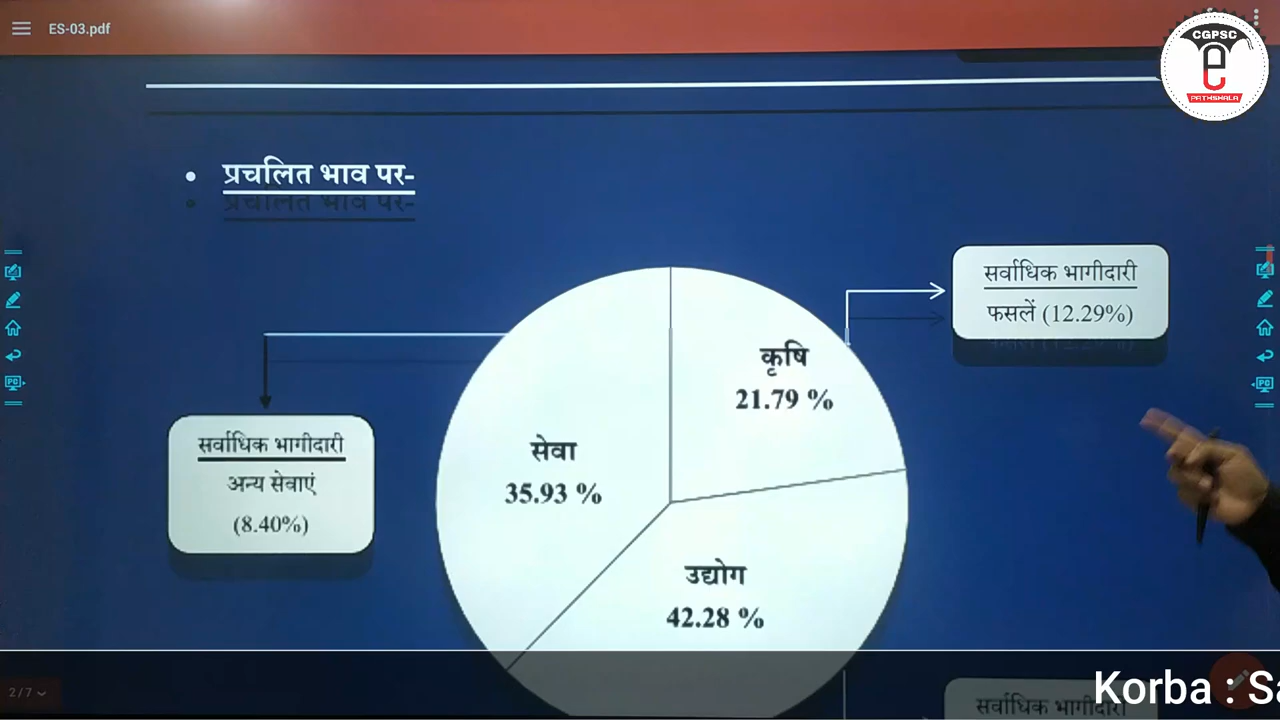 ES-03.pdf
CGPSC
e
PATHSHALA
• प्रचलित भाव पर-
सर्वाधिक भागीदारी
फसलें (12.29%)
कृषि
21.79 %
सर्वाधिक भागीदारी
अन्य सेवाएं
(8.40%)
सेवा
35.93 %
उद्योग
42.28 %
2 / 7
Korba : Sa
सर्वाधिक भागीदारी